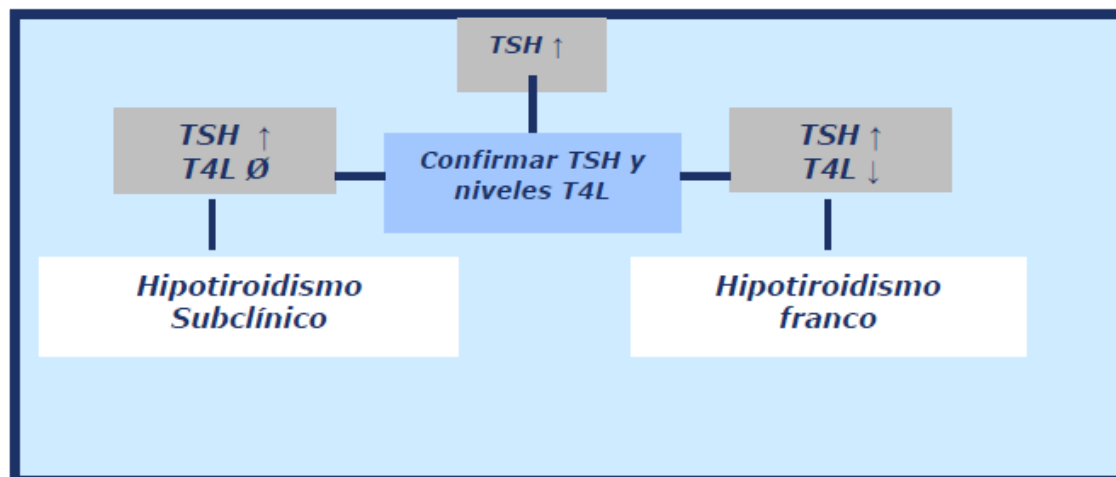 TSH ↑
TSH ↑
T4L Ø
Confirmar TSH y
niveles T4L
TSH ↑
T4L ↓
Hipotiroidismo
Subclínico
Hipotiroidismo
franco